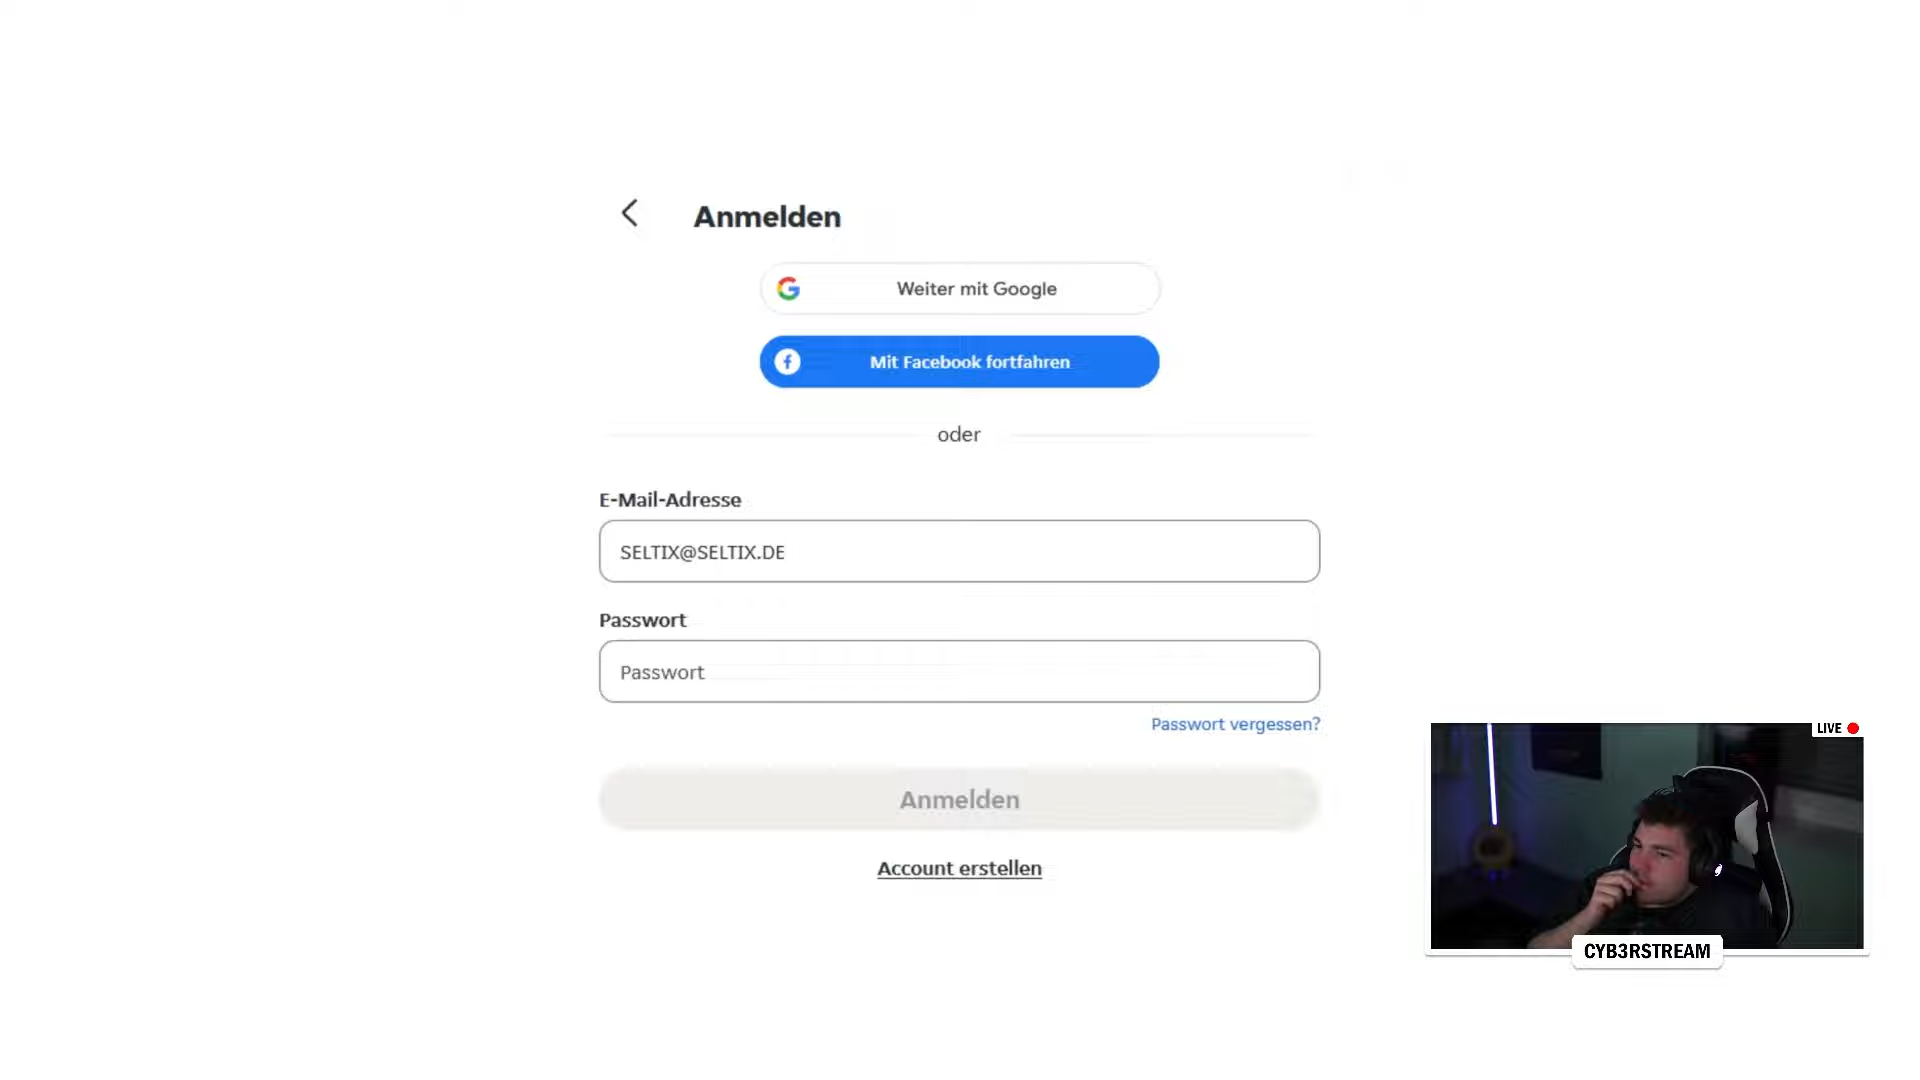 Anmelden
Weiter mit Google
Mit Facebook fortfahren
oder
E-Mail-Adresse
SELTIX@SELTIX.DE
Passwort
Passwort
Passwort vergessen?
Anmelden
Account erstellen
LIVE
CYB3RSTREAM